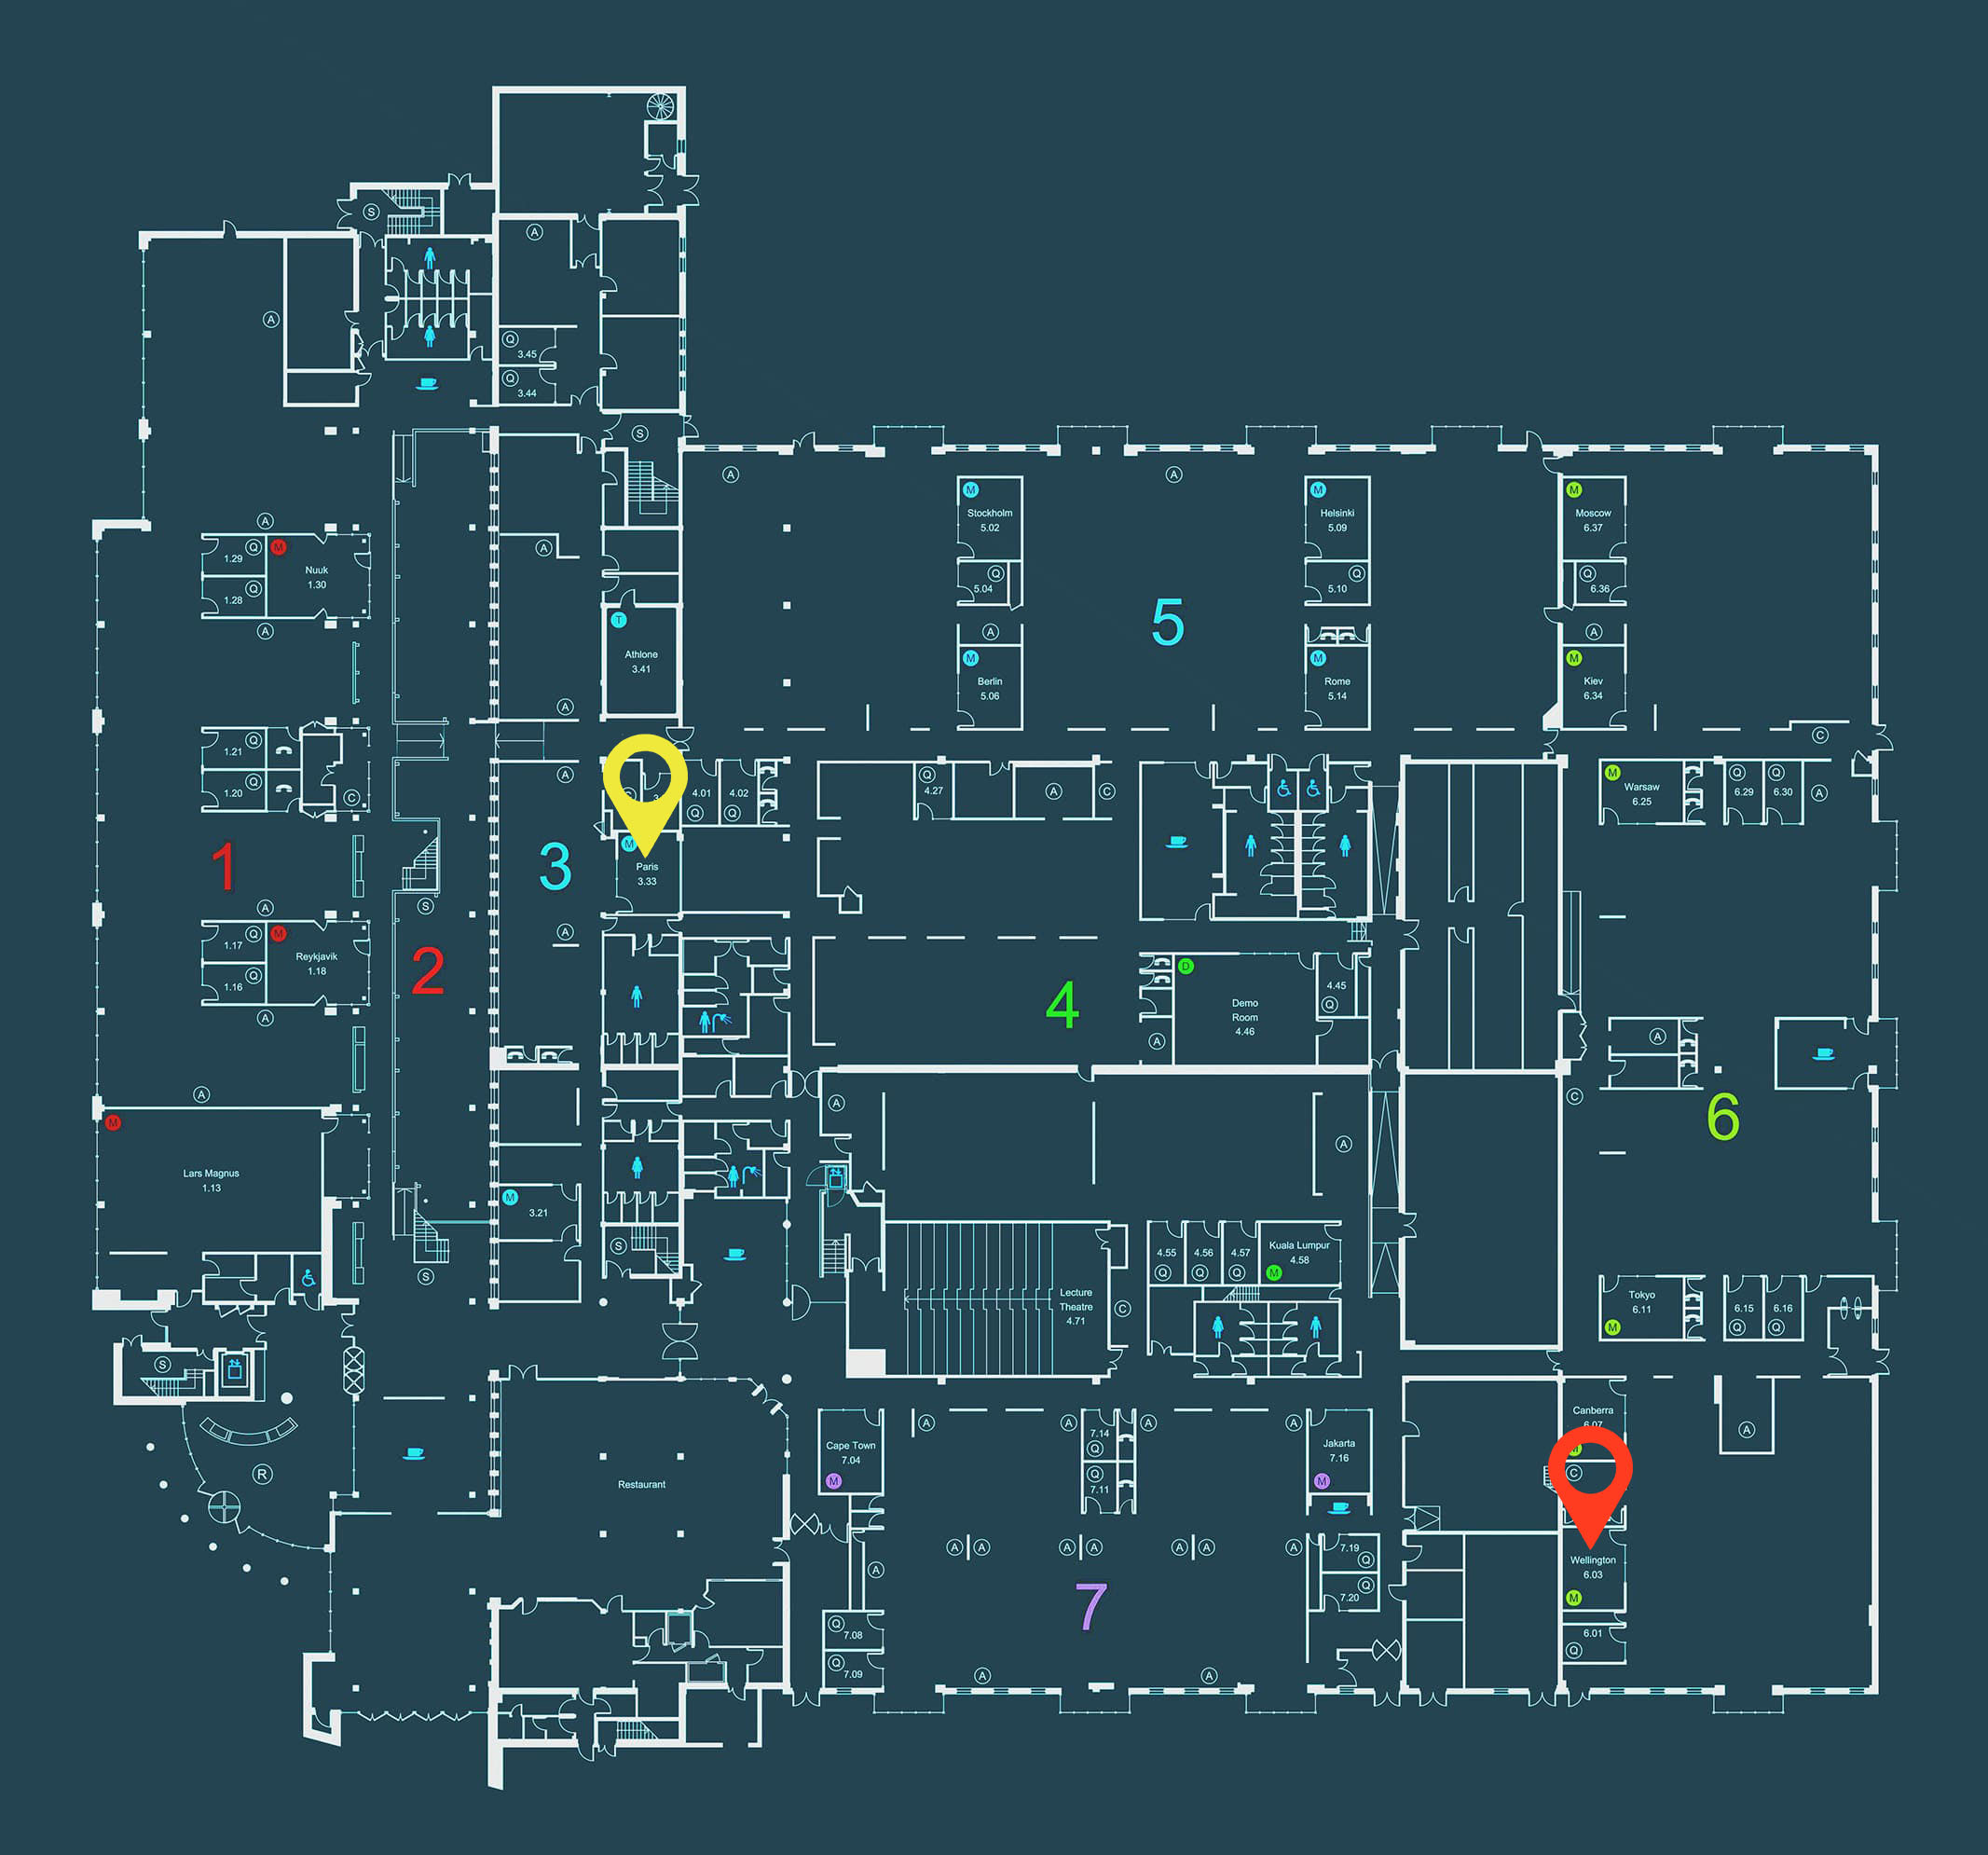 S
A
A
Q
3.45
Q
3.44
S
A
A
M
Stockholm
5.02
M
Helsinki
5.09
M
Moscow
6.37
A
1.29
Q
M
Nuuk
1.30
1.28
Q
A
A
Q
5.04
Q
5.10
Q
6.36
T
Athlone
3.41
5
A
M
Berlin
5.06
M
Rome
5.14
A
M
Kiev
6.34
A
1.21
Q
1.20
Q
C
A
4.01
Q
4.02
Q
Q
4.27
A
C
C
M
Warsaw
6.25
Q
6.29
Q
6.30
A
1
3
M
Paris
3.33
A
S
A
1.17
Q
M
Reykjavik
1.18
1.16
Q
A
2
4
D
Demo
Room
4.46
4.45
Q
A
A
A
M
Lars Magnus
1.13
A
A
C
6
M
3.21
S
S
4.55
Q
4.56
Q
4.57
Q
Kuala Lumpur
4.58
M
Lecture
Theatre
4.71
C
Tokyo
6.11
M
6.15
Q
6.16
Q
S
R
Restaurant
Cape Town
7.04
M
A
A
7.14
Q
Q
7.11
A
A
Jakarta
7.16
M
Canberra
C
A
A
A
A
A
A
A
A
A
7.19
Q
Q
7.20
Wellington
6.03
M
7
Q
7.08
Q
7.09
A
A
6.01
Q